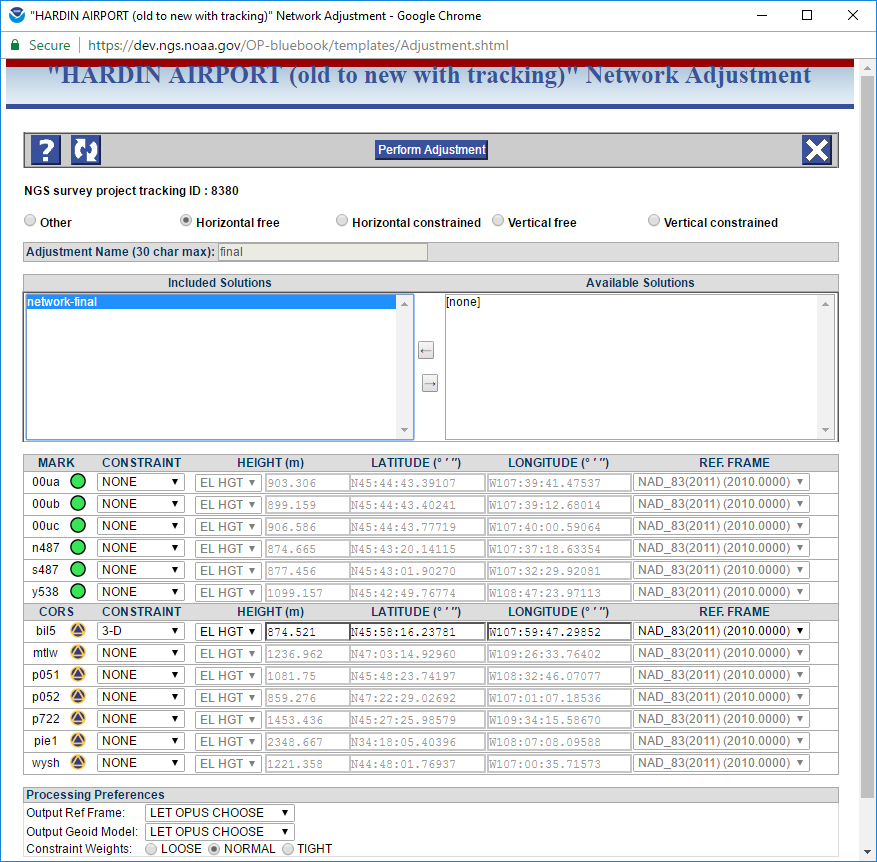 "HARDIN AIRPORT (old to new with tracking)" Network Adjustment - Google Chrome
Secure | https://dev.ngs.noaa.gov/OP-bluebook/templates/Adjustment.shtml
"HARDIN AIRPORT (old to new with tracking)" Network Adjustment
? Perform Adjustment
NGS survey project tracking ID : 8380
Other Horizontal free Horizontal constrained Vertical free Vertical constrained
Adjustment Name (30 char max): final
Included Solutions Available Solutions
network-final [none]
←
→
MARK CONSTRAINT HEIGHT (m) LATITUDE (° ′ ″) LONGITUDE (° ′ ″) REF. FRAME
00ua NONE EL HGT 903.306 N45:44:43.39107 W107:39:41.47537 NAD_83(2011) (2010.0000)
00ub NONE EL HGT 899.159 N45:44:43.40241 W107:39:12.68014 NAD_83(2011) (2010.0000)
00uc NONE EL HGT 906.586 N45:44:43.77719 W107:40:00.59064 NAD_83(2011) (2010.0000)
n487 NONE EL HGT 874.665 N45:43:20.14115 W107:37:18.63354 NAD_83(2011) (2010.0000)
s487 NONE EL HGT 877.456 N45:43:01.90270 W107:32:29.92081 NAD_83(2011) (2010.0000)
y538 NONE EL HGT 1099.157 N45:42:49.76774 W108:47:23.97113 NAD_83(2011) (2010.0000)
CORS CONSTRAINT HEIGHT (m) LATITUDE (° ′ ″) LONGITUDE (° ′ ″) REF. FRAME
bil5 3-D EL HGT 874.521 N45:58:16.23781 W107:59:47.29852 NAD_83(2011) (2010.0000)
mtlw NONE EL HGT 1236.962 N47:03:14.92960 W109:26:33.76402 NAD_83(2011) (2010.0000)
p051 NONE EL HGT 1081.75 N45:48:23.74197 W108:32:46.07077 NAD_83(2011) (2010.0000)
p052 NONE EL HGT 859.276 N47:22:29.02692 W107:01:07.18536 NAD_83(2011) (2010.0000)
p722 NONE EL HGT 1453.436 N45:27:25.98579 W109:34:15.58670 NAD_83(2011) (2010.0000)
pie1 NONE EL HGT 2348.667 N34:18:05.40396 W108:07:08.09588 NAD_83(2011) (2010.0000)
wysh NONE EL HGT 1221.358 N44:48:01.76937 W107:00:35.71573 NAD_83(2011) (2010.0000)
Processing Preferences
Output Ref Frame: LET OPUS CHOOSE
Output Geoid Model: LET OPUS CHOOSE
Constraint Weights: LOOSE NORMAL TIGHT